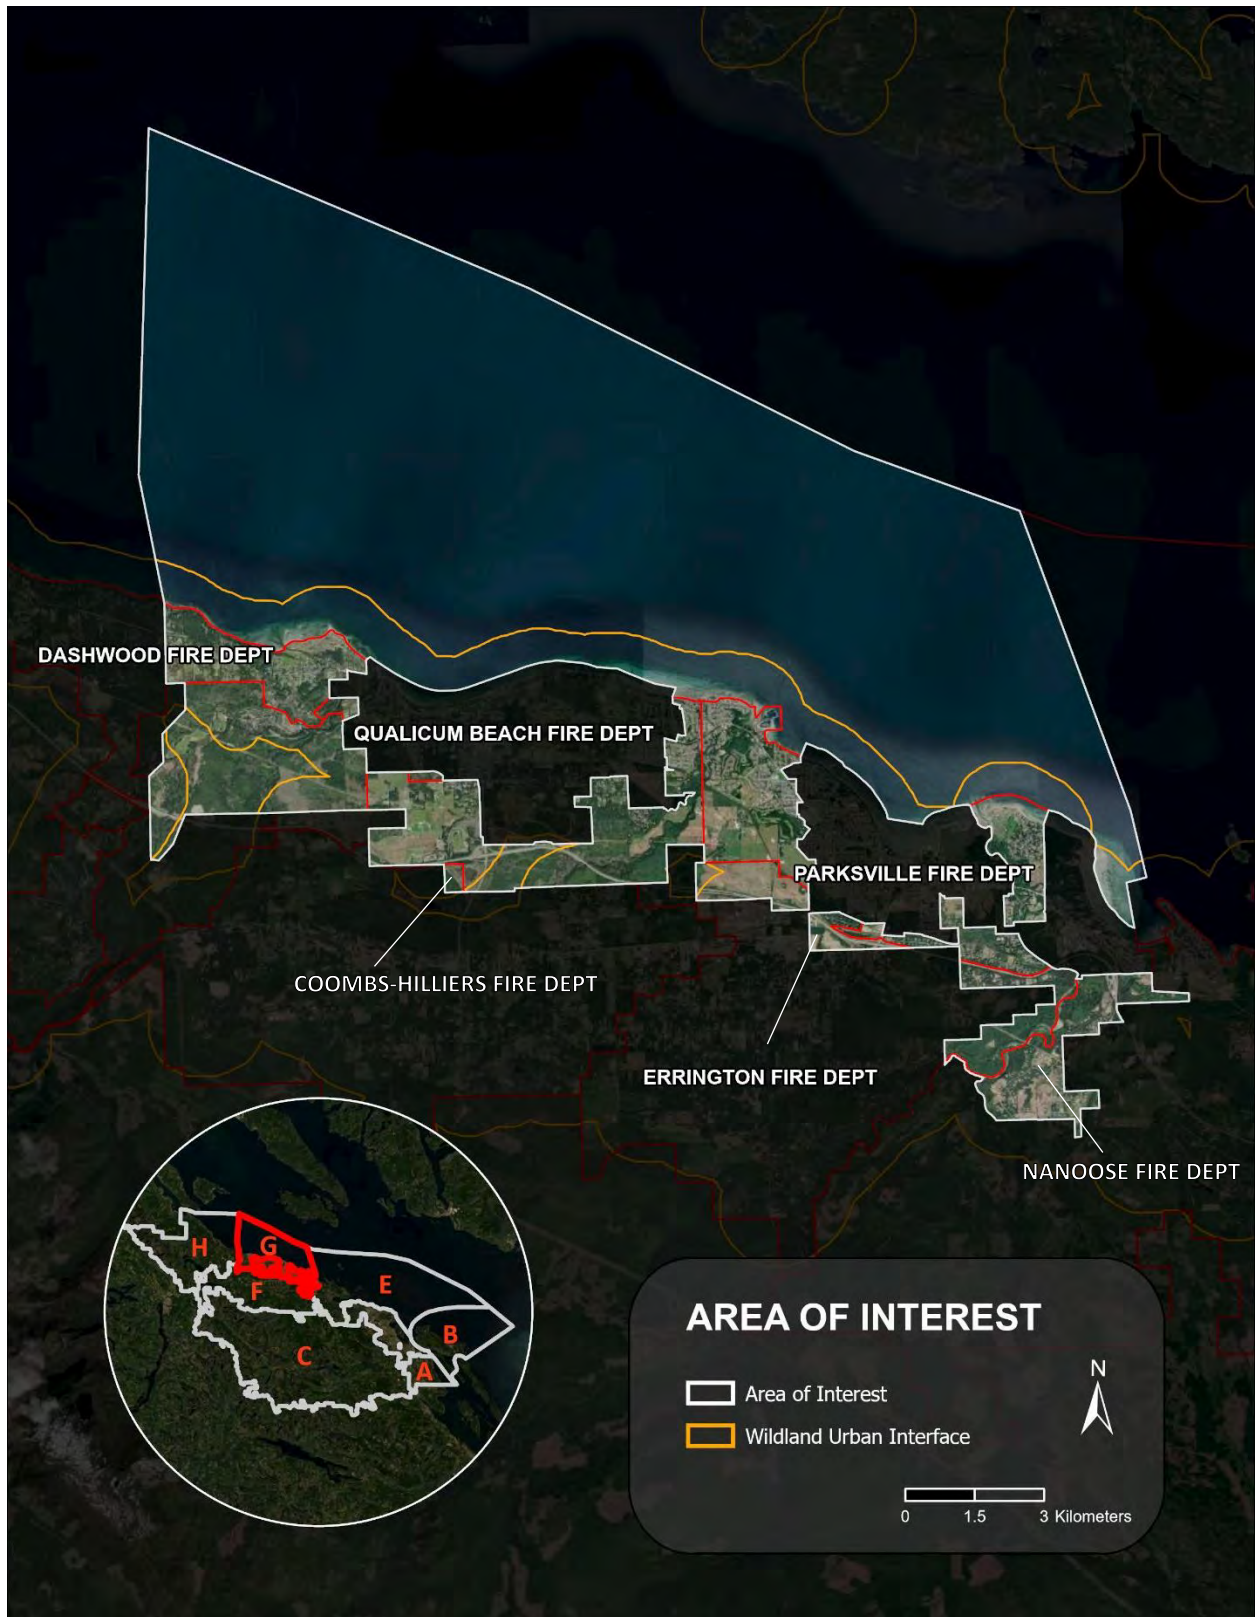 DASHWOOD FIRE DEPT
QUALICUM BEACH FIRE DEPT
PARKSVILLE FIRE DEPT
COOMBS-HILLIERS FIRE DEPT
ERRINGTON FIRE DEPT
NANOOSE FIRE DEPT
H
G
F
E
C
B
A
AREA OF INTEREST
Area of Interest
Wildland Urban Interface
N
0 1.5 3 Kilometers